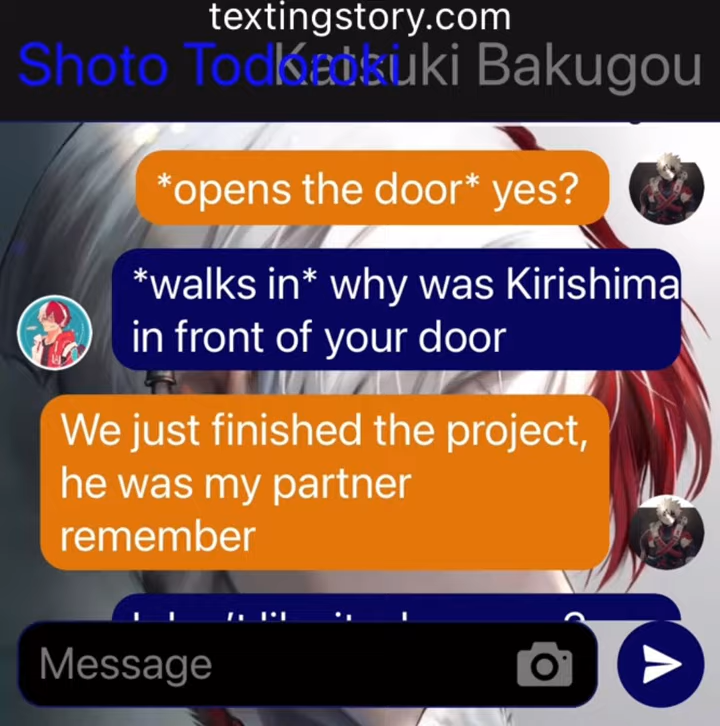 textingstory.com
Shoto Todoroki Katsuki Bakugou
*opens the door* yes?
*walks in* why was Kirishima
in front of your door
We just finished the project,
he was my partner
remember
Message